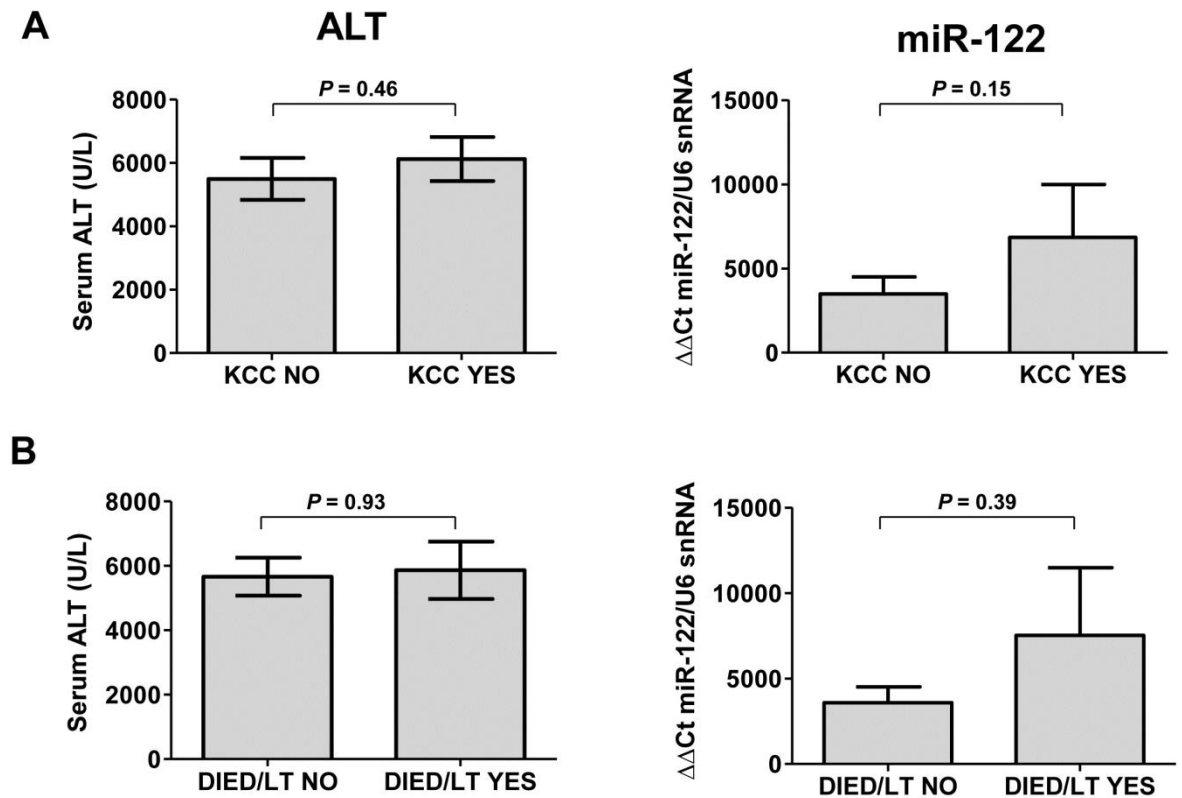 A
ALT
miR-122
P = 0.46
P = 0.15
Serum ALT (U/L)
8000
6000
4000
2000
0
KCC NO
KCC YES
ΔΔCt miR-122/U6 snRNA
15000
10000
5000
0
KCC NO
KCC YES
B
P = 0.93
P = 0.39
Serum ALT (U/L)
8000
6000
4000
2000
0
DIED/LT NO
DIED/LT YES
ΔΔCt miR-122/U6 snRNA
15000
10000
5000
0
DIED/LT NO
DIED/LT YES